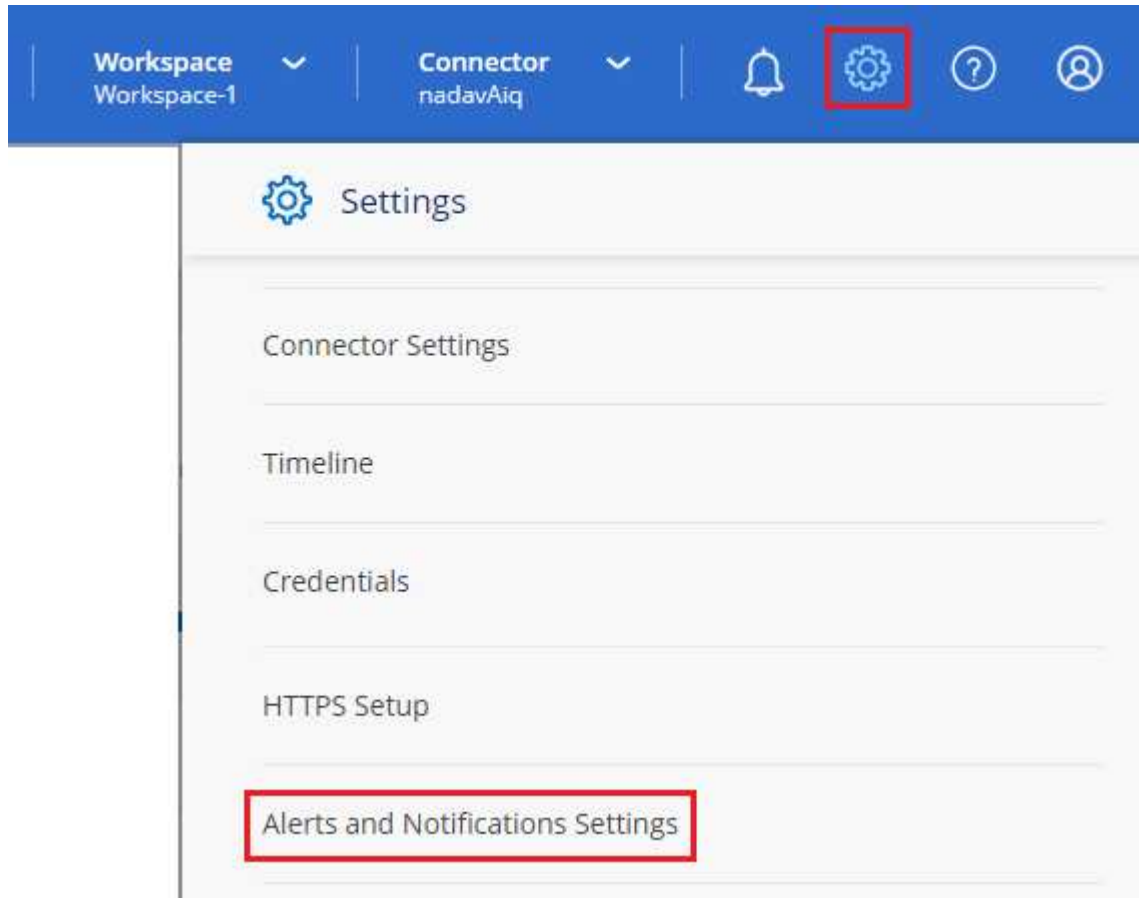 Workspace
Workspace-1
Connector
nadavAiq
?
Settings
Connector Settings
Timeline
Credentials
HTTPS Setup
Alerts and Notifications Settings